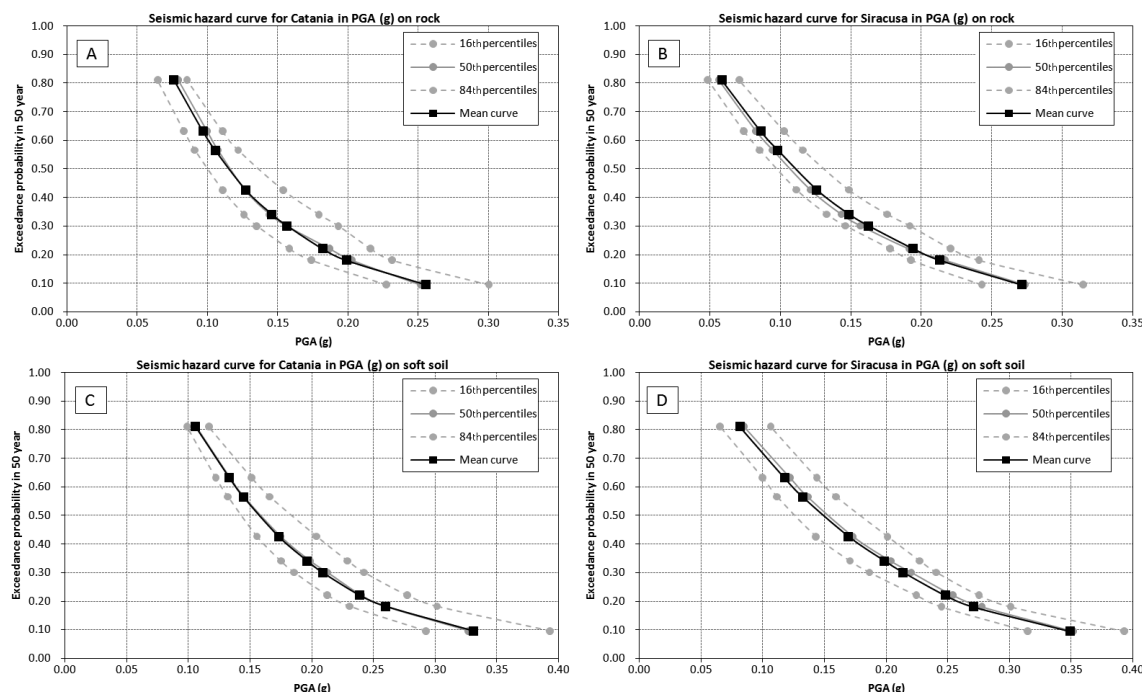 Seismic hazard curve for Catania in PGA (g) on rock
1.00
0.90
0.80
0.70
0.60
0.50
0.40
0.30
0.20
0.10
0.00
Exceedance probability in 50 year
A
16th percentiles
50th percentiles
84th percentiles
Mean curve
0.00 0.05 0.10 0.15 0.20 0.25 0.30 0.35
PGA (g)
Seismic hazard curve for Siracusa in PGA (g) on rock
1.00
0.90
0.80
0.70
0.60
0.50
0.40
0.30
0.20
0.10
0.00
Exceedance probability in 50 year
B
16th percentiles
50th percentiles
84th percentiles
Mean curve
0.00 0.05 0.10 0.15 0.20 0.25 0.30 0.35
PGA (g)
Seismic hazard curve for Catania in PGA (g) on soft soil
1.00
0.90
0.80
0.70
0.60
0.50
0.40
0.30
0.20
0.10
0.00
Exceedance probability in 50 year
C
16th percentiles
50th percentiles
84th percentiles
Mean curve
0.00 0.05 0.10 0.15 0.20 0.25 0.30 0.35 0.40
PGA (g)
Seismic hazard curve for Siracusa in PGA (g) on soft soil
1.00
0.90
0.80
0.70
0.60
0.50
0.40
0.30
0.20
0.10
0.00
Exceedance probability in 50 year
D
16th percentiles
50th percentiles
84th percentiles
Mean curve
0.00 0.05 0.10 0.15 0.20 0.25 0.30 0.35 0.40
PGA (g)